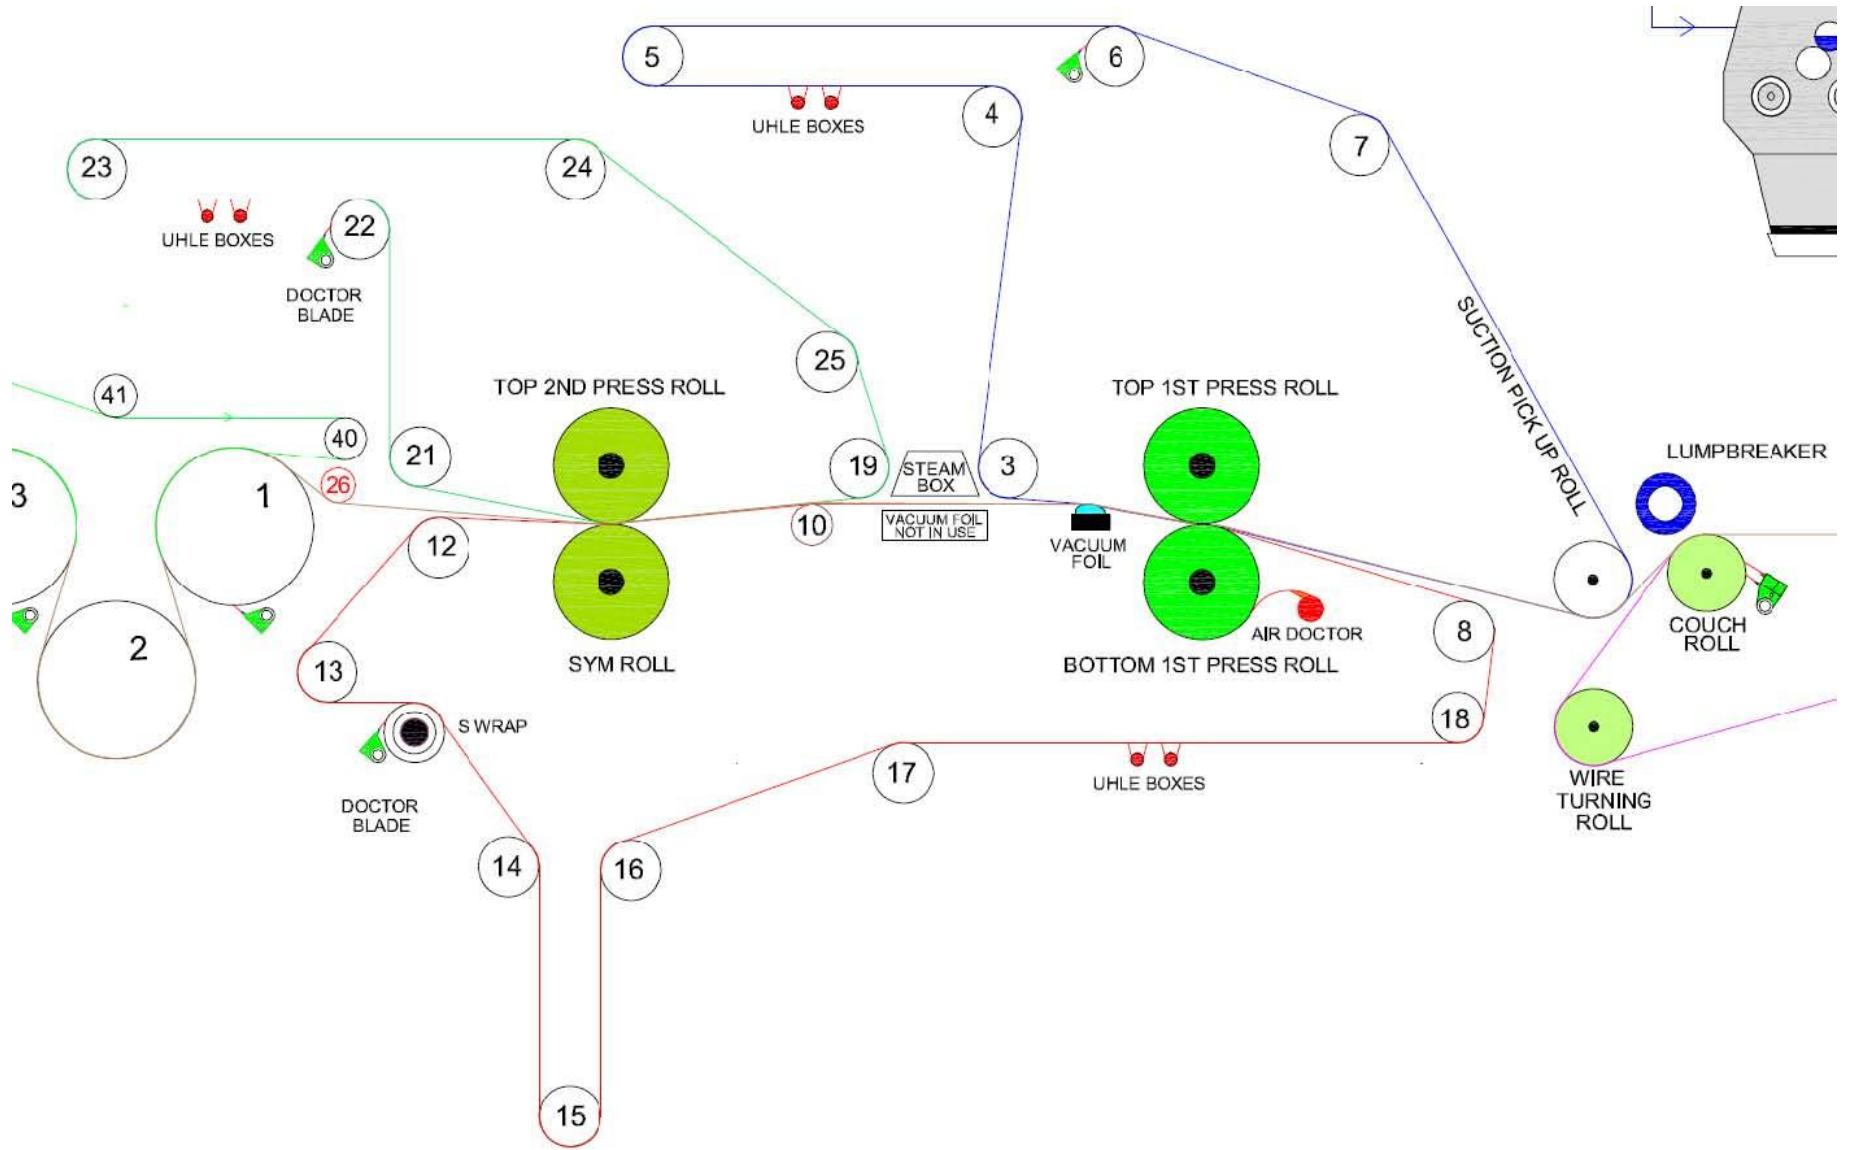 5
6
4
UHLE BOXES
7
23
24
22
UHLE BOXES
DOCTOR
BLADE
SUCTION PICK UP ROLL
25
41
TOP 2ND PRESS ROLL
TOP 1ST PRESS ROLL
40
21
19
STEAM
BOX
3
LUMPBREAKER
3
1
26
10
VACUUM FOIL
NOT IN USE
12
VACUUM
FOIL
2
AIR DOCTOR
8
COUCH
ROLL
SYM ROLL
BOTTOM 1ST PRESS ROLL
13
S WRAP
18
17
UHLE BOXES
WIRE
TURNING
ROLL
DOCTOR
BLADE
14
16
15